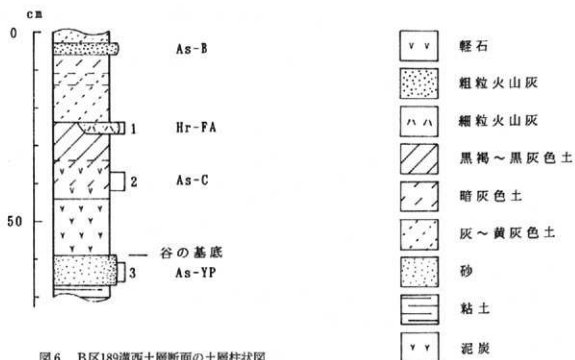 cm
0
As-B
1 Hr-FA
2 As-C
50
谷の基底
3 As-YP
図6 B区189溝西土層断面の土層柱状図
軽石
粗粒火山灰
細粒火山灰
黒褐～黒灰色土
暗灰色土
灰～黄灰色土
砂
粘土
泥炭